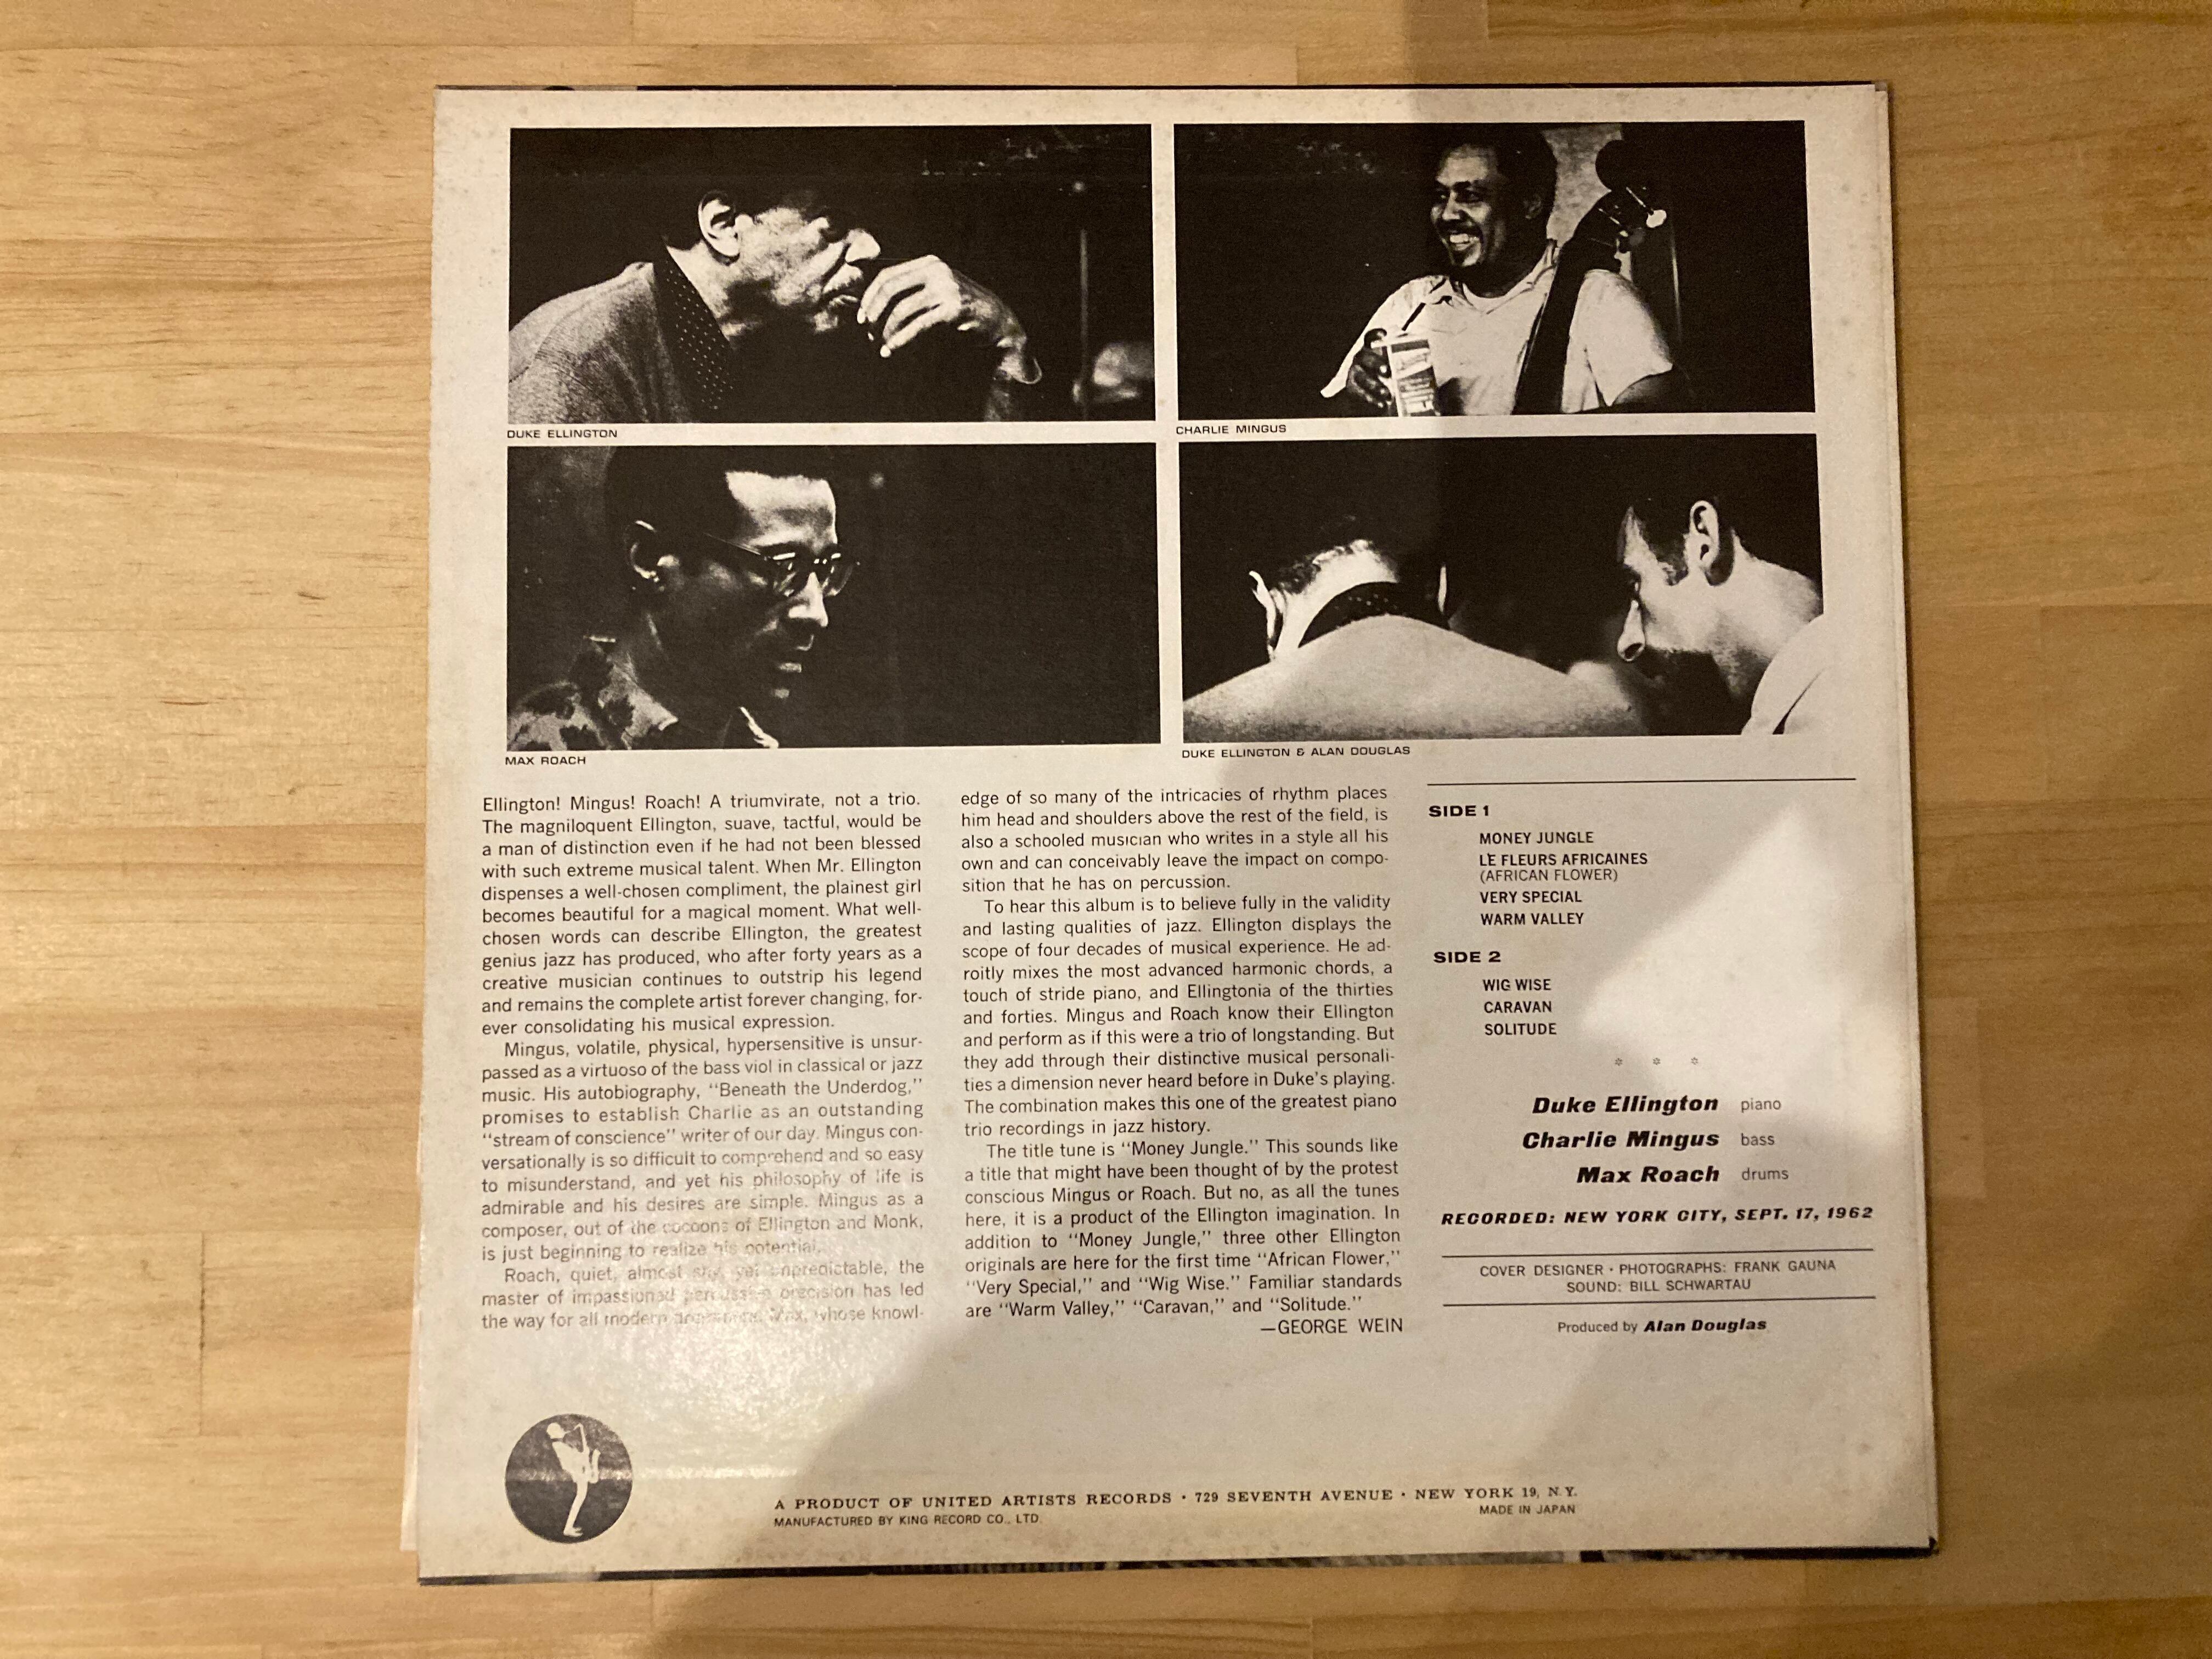 DUKE ELLINGTON
CHARLIE MINGUS
MAX ROACH
DUKE ELLINGTON & ALAN DOUGLAS
Ellington! Mingus! Roach! A triumvirate, not a trio.
The magniloquent Ellington, suave, tactful, would be
a man of distinction even if he had not been blessed
with such extreme musical talent. When Mr. Ellington
dispenses a well-chosen compliment, the plainest girl
becomes beautiful for a magical moment. What well-
chosen words can describe Ellington, the greatest
genius jazz has produced, who after forty years as a
creative musician continues to outstrip his legend
and remains the complete artist forever changing, for-
ever consolidating his musical expression.
Mingus, volatile, physical, hypersensitive is unsur-
passed as a virtuoso of the bass viol in classical or jazz
music. His autobiography, "Beneath the Underdog,"
promises to establish Charlie as an outstanding
"stream of conscience" writer of our day. Mingus con-
versationally is so difficult to comprehend and so easy
to misunderstand, and yet his philosophy of life is
admirable and his desires are simple. Mingus as a
composer, out of the cocoons of Ellington and Monk,
is just beginning to realize his potential.
Roach, quiet, almost shy, yet unpredictable, the
master of impassioned percussive precision has led
the way for all modern Max, whose knowl-
edge of so many of the intricacies of rhythm places
him head and shoulders above the rest of the field, is
also a schooled musician who writes in a style all his
own and can conceivably leave the impact on compo-
sition that he has on percussion.
To hear this album is to believe fully in the validity
and lasting qualities of jazz. Ellington displays the
scope of four decades of musical experience. He ad-
roitly mixes the most advanced harmonic chords, a
touch of stride piano, and Ellingtonia of the thirties
and forties. Mingus and Roach know their Ellington
and perform as if this were a trio of longstanding. But
they add through their distinctive musical personali-
ties a dimension never heard before in Duke's playing.
The combination makes this one of the greatest piano
trio recordings in jazz history.
The title tune is "Money Jungle." This sounds like
a title that might have been thought of by the protest
conscious Mingus or Roach. But no, as all the tunes
here, it is a product of the Ellington imagination. In
addition to "Money Jungle," three other Ellington
originals are here for the first time "African Flower,"
"Very Special," and "Wig Wise." Familiar standards
are "Warm Valley," "Caravan," and "Solitude."
—GEORGE WEIN
SIDE 1
MONEY JUNGLE
LE FLEURS AFRICAINES
(AFRICAN FLOWER)
VERY SPECIAL
WARM VALLEY
SIDE 2
WIG WISE
CARAVAN
SOLITUDE
* * *
Duke Ellington piano
Charlie Mingus bass
Max Roach drums
RECORDED: NEW YORK CITY, SEPT. 17, 1962
COVER DESIGNER • PHOTOGRAPHS: FRANK GAUNA
SOUND: BILL SCHWARTAU
Produced by Alan Douglas
A PRODUCT OF UNITED ARTISTS RECORDS • 729 SEVENTH AVENUE • NEW YORK 19, N.Y.
MANUFACTURED BY KING RECORD CO., LTD.
MADE IN JAPAN